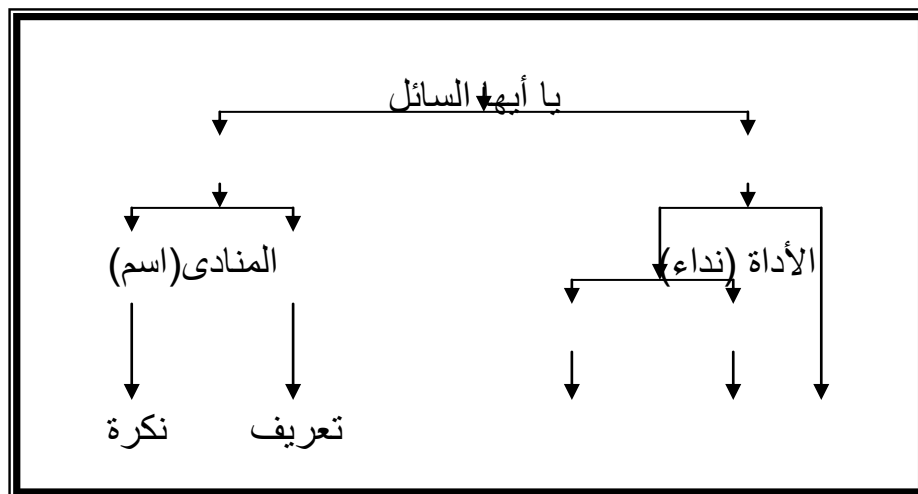 يا أيها السائل
الأداة (نداء) المنادى(اسم)
تعريف نكرة